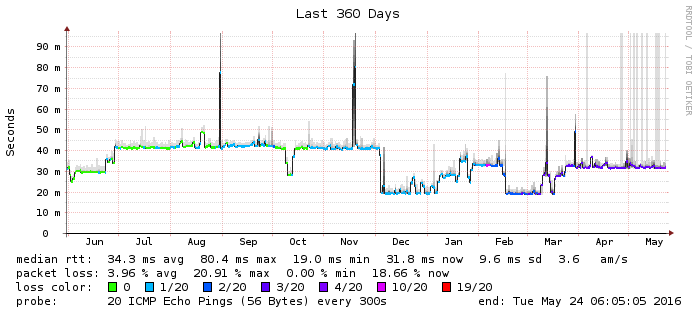 Last 360 Days
RRDTOOL / TOBI OETIKER
Seconds
90 m
80 m
70 m
60 m
50 m
40 m
30 m
20 m
10 m
0
Jun Jul Aug Sep Oct Nov Dec Jan Feb Mar Apr May
median rtt: 34.3 ms avg 80.4 ms max 19.0 ms min 31.8 ms now 9.6 ms sd 3.6 am/s
packet loss: 3.96 % avg 20.91 % max 0.00 % min 18.66 % now
loss color: 0 1/20 2/20 3/20 4/20 10/20 19/20
probe: 20 ICMP Echo Pings (56 Bytes) every 300s end: Tue May 24 06:05:05 2016